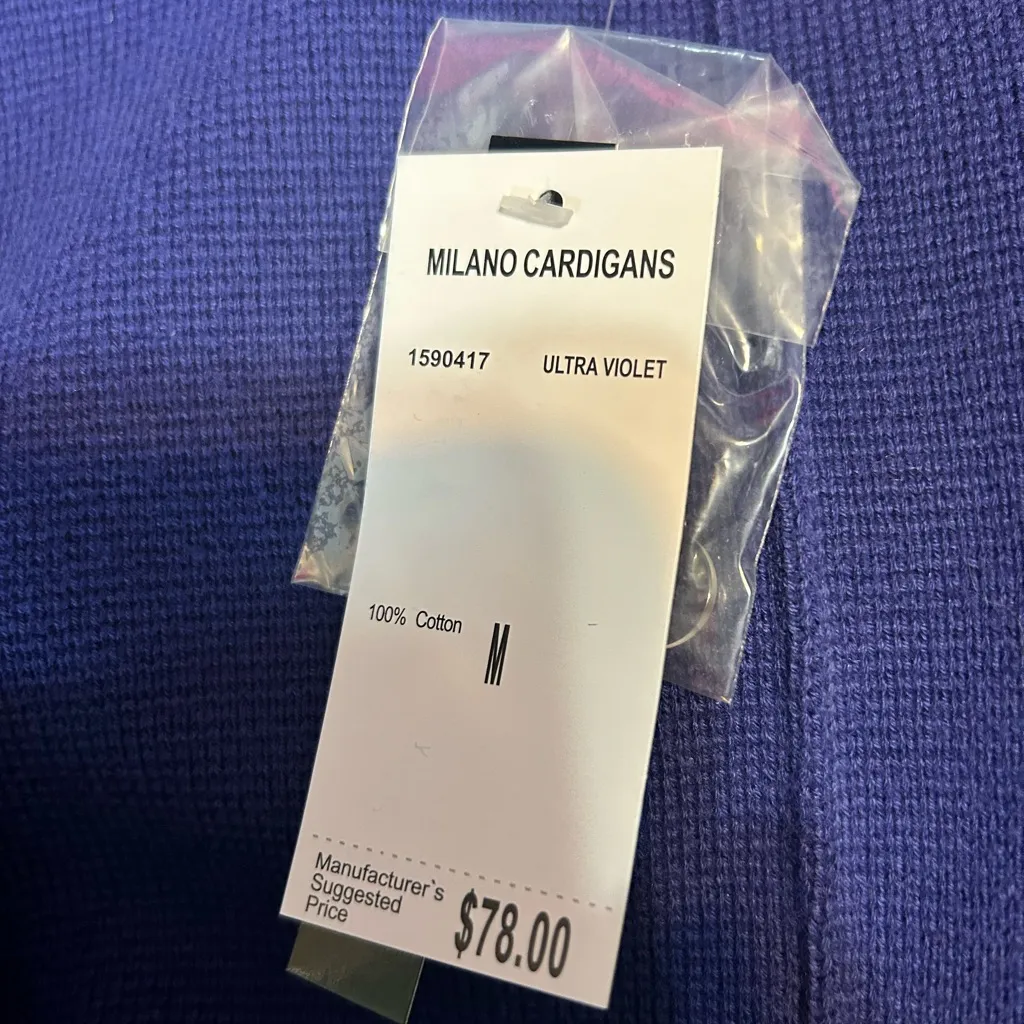 MILANO CARDIGANS
1590417 ULTRA VIOLET
100% Cotton M
Manufacturer`s
Suggested
Price
$78.00